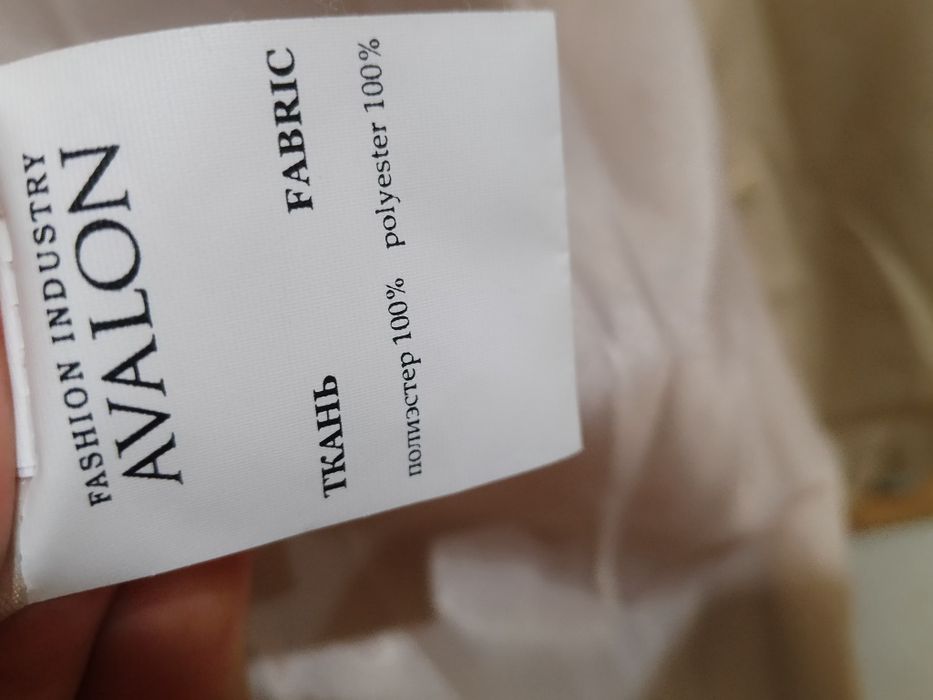 FASHION INDUSTRY
AVALON
ТКАНЬ FABRIC
полиэстер 100% polyester 100%